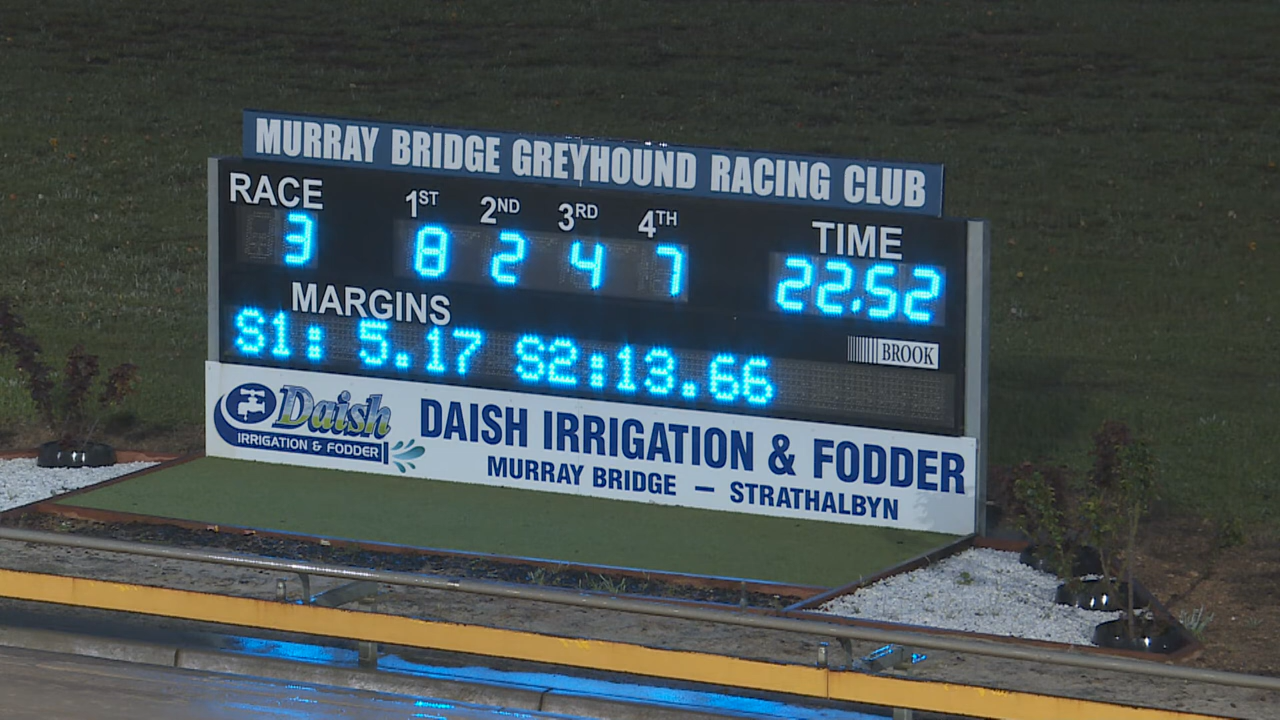 MURRAY BRIDGE GREYHOUND RACING CLUB
RACE 1ST 2ND 3RD 4TH TIME
3 8 2 4 7 22.52
MARGINS
S1: 5.17 S2:13.66
BROOK
Daish
IRRIGATION & FODDER
DAISH IRRIGATION & FODDER
MURRAY BRIDGE – STRATHALBYN